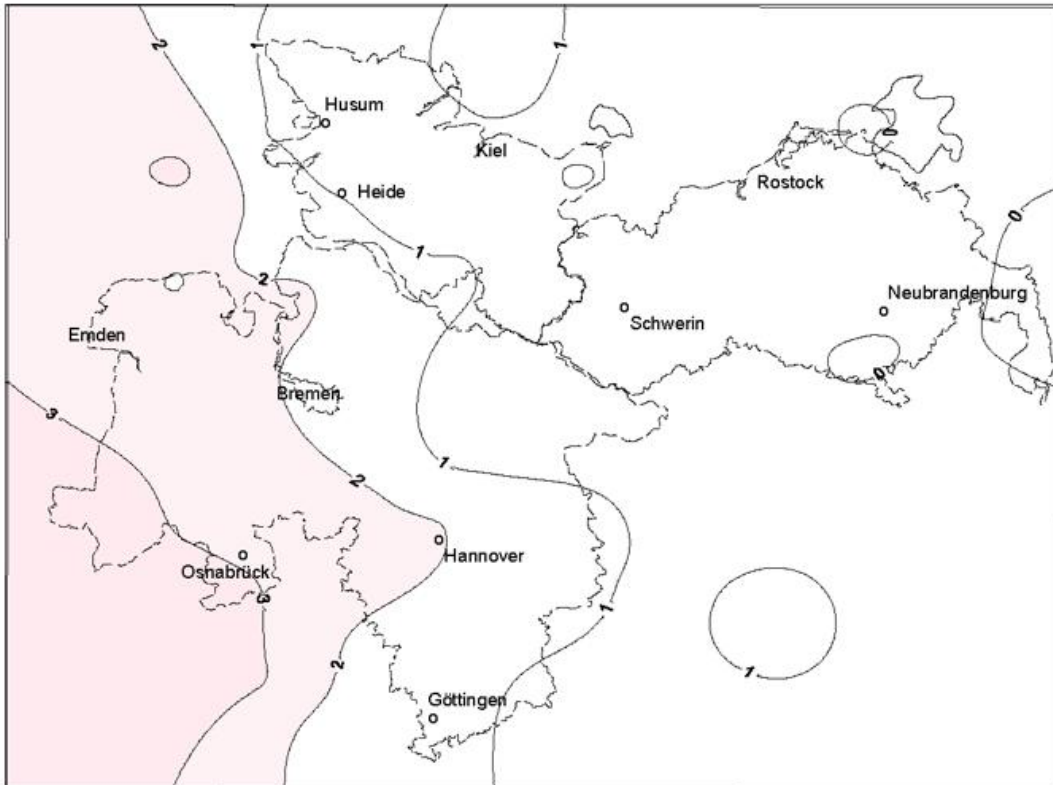 2
1
1
Husum
Kiel
0
Heide
Rostock
0
1
2
Neubrandenburg
Schwerin
Emden
0
Bremen
3
1
2
Hannover
Osnabrück
3
1
2
1
Göttingen